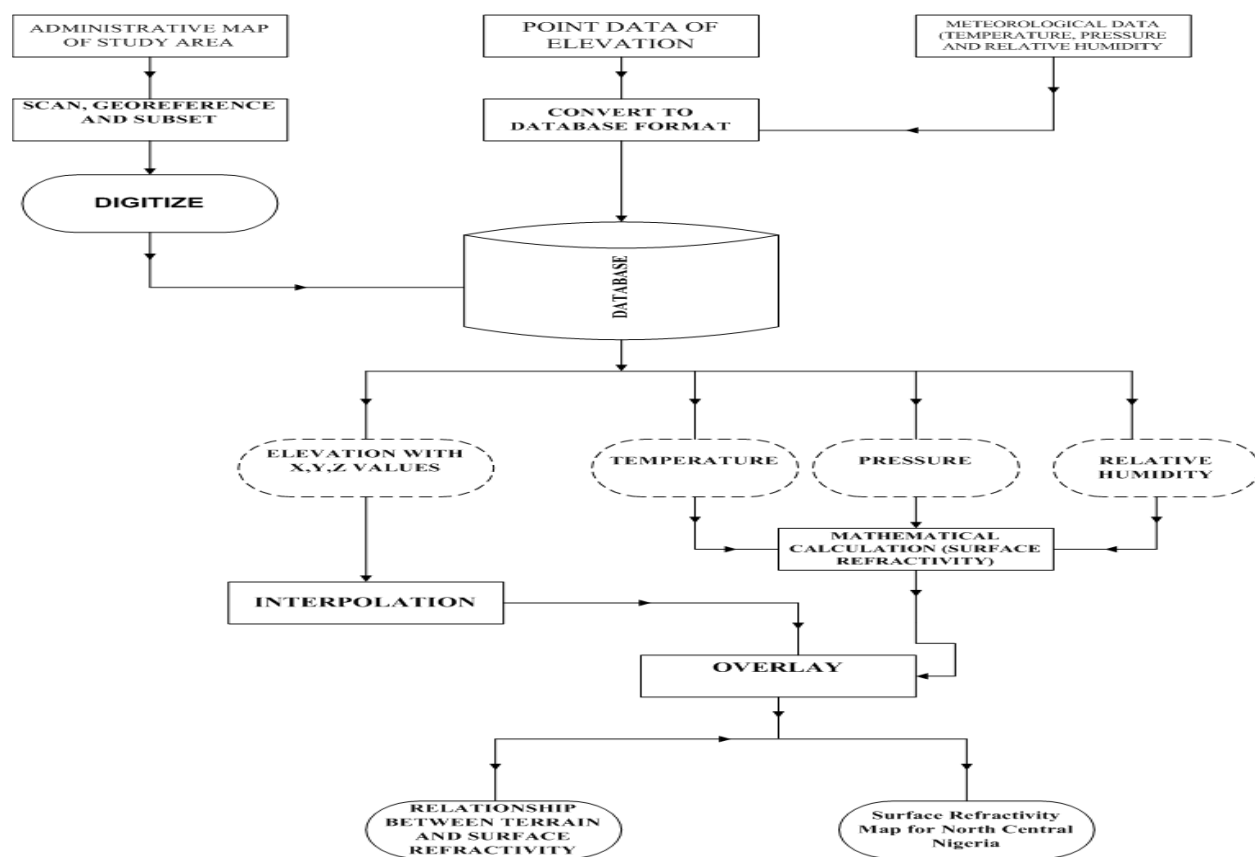 ADMINISTRATIVE MAP
OF STUDY AREA
POINT DATA OF
ELEVATION
METEOROLOGICAL DATA
(TEMPERATURE, PRESSURE
AND RELATIVE HUMIDITY
SCAN, GEOREFERENCE
AND SUBSET
CONVERT TO
DATABASE FORMAT
DIGITIZE
DATABASE
ELEVATION WITH
X,Y,Z VALUES
TEMPERATURE
PRESSURE
RELATIVE
HUMIDITY
MATHEMATICAL
CALCULATION (SURFACE
REFRACTIVITY)
INTERPOLATION
OVERLAY
RELATIONSHIP
BETWEEN TERRAIN
AND SURFACE
REFRACTIVITY
Surface Refractivity
Map for North Central
Nigeria